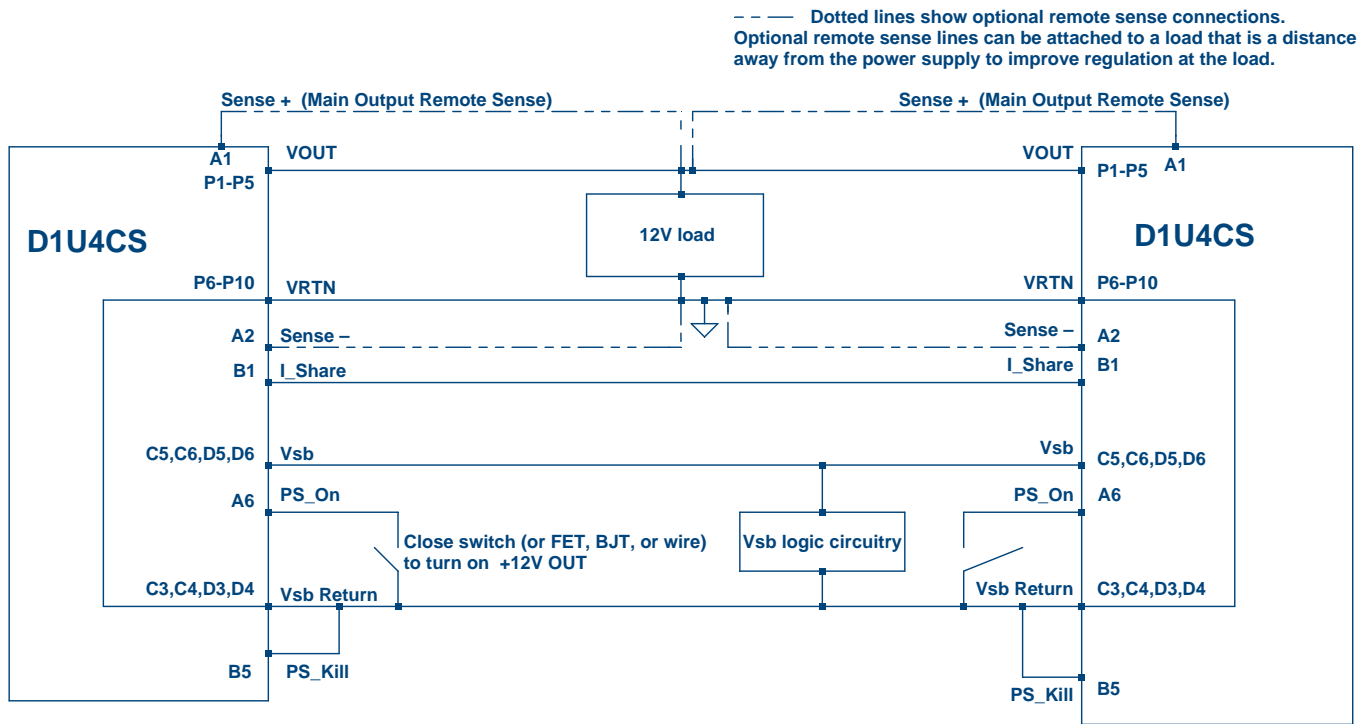 Dotted lines show optional remote sense connections.
Optional remote sense lines can be attached to a load that is a distance
away from the power supply to improve regulation at the load.
Sense + (Main Output Remote Sense)
Sense + (Main Output Remote Sense)
A1
VOUT
VOUT
A1
P1-P5
P1-P5
D1U4CS
12V load
D1U4CS
P6-P10
VRTN
VRTN
P6-P10
A2
Sense –
Sense –
A2
B1
I_Share
I_Share
B1
C5,C6,D5,D6
Vsb
Vsb
C5,C6,D5,D6
A6
PS_On
PS_On
A6
Close switch (or FET, BJT, or wire)
to turn on +12V OUT
Vsb logic circuitry
C3,C4,D3,D4
Vsb Return
Vsb Return
C3,C4,D3,D4
B5
PS_Kill
PS_Kill
B5